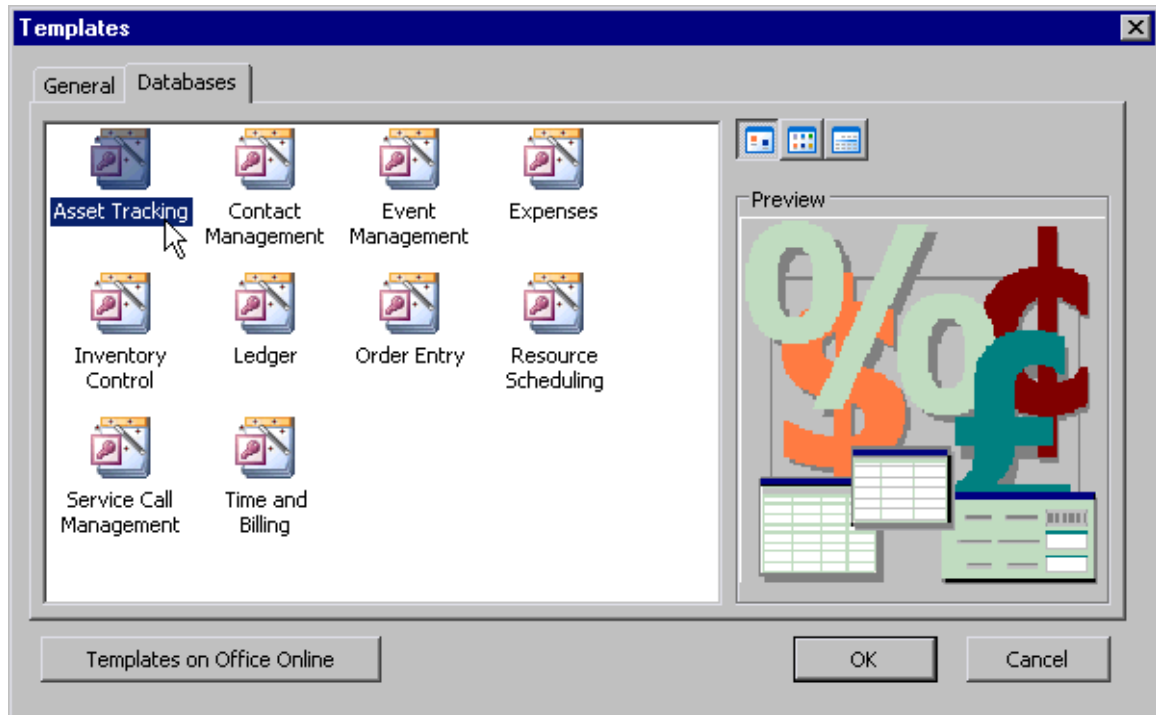 Templates
General Databases
Asset Tracking
Contact
Management
Event
Management
Expenses
Inventory
Control
Ledger
Order Entry
Resource
Scheduling
Service Call
Management
Time and
Billing
Preview
% $ ¢ £
Templates on Office Online
OK
Cancel